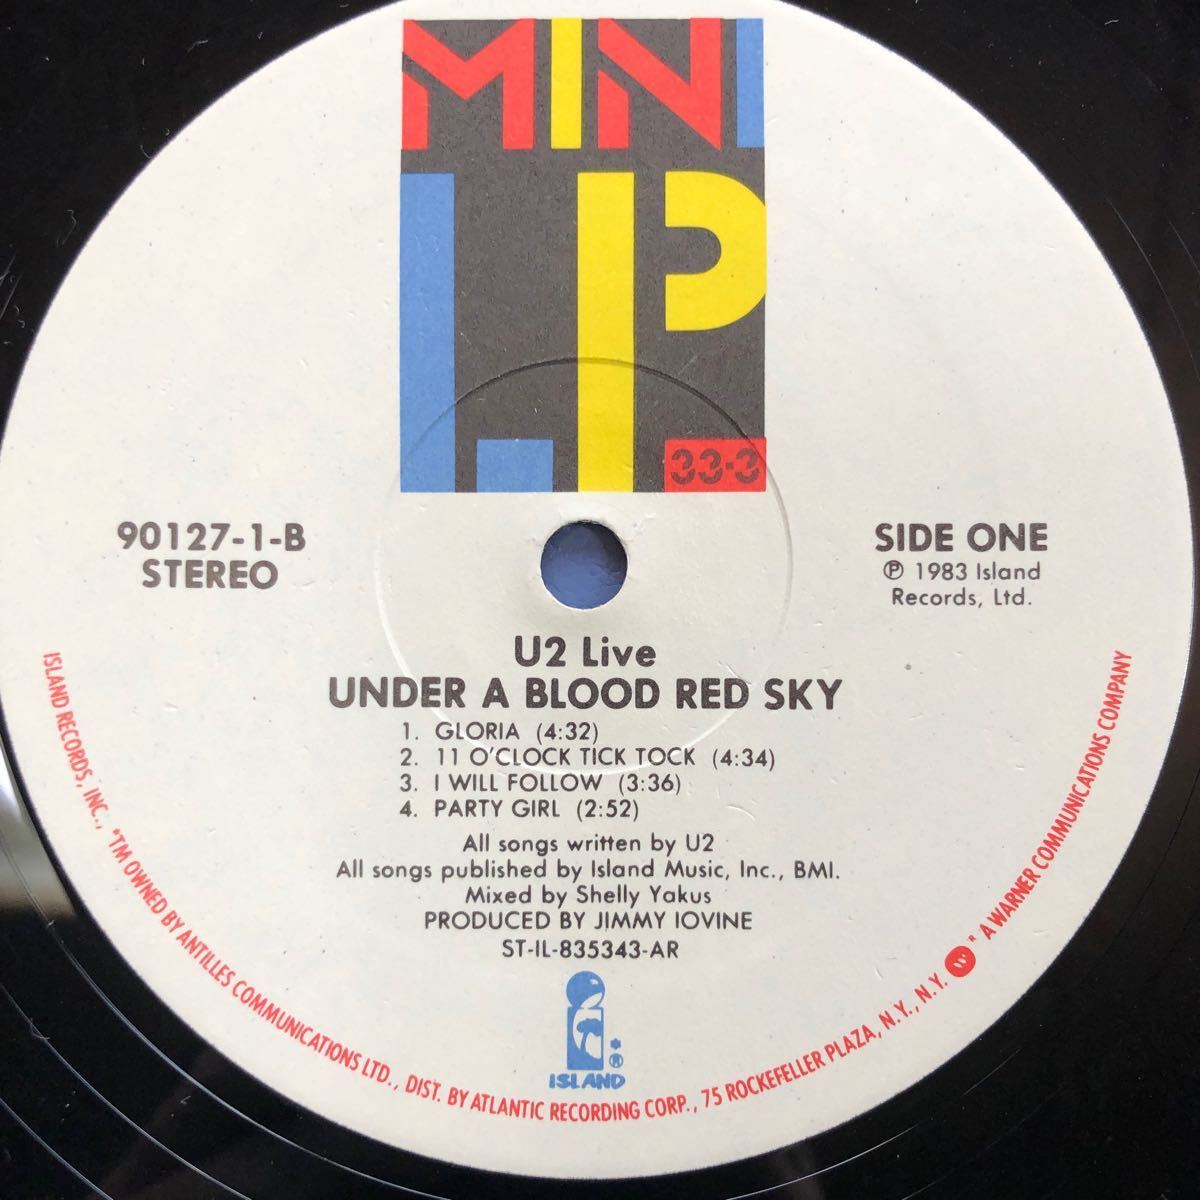 MINI
LP
33·3
90127-1-B
STEREO
SIDE ONE
℗ 1983 Island
Records, Ltd.
U2 Live
UNDER A BLOOD RED SKY
1. GLORIA (4:32)
2. 11 O'CLOCK TICK TOCK (4:34)
3. I WILL FOLLOW (3:36)
4. PARTY GIRL (2:52)
All songs written by U2
All songs published by Island Music, Inc., BMI.
Mixed by Shelly Yakus
PRODUCED BY JIMMY IOVINE
ST-IL-835343-AR
*®
ISLAND
ISLAND RECORDS, INC., *TM OWNED BY ANTILLES COMMUNICATIONS LTD., DIST. BY ATLANTIC RECORDING CORP., 75 ROCKEFELLER PLAZA, N.Y., N.Y. W * A WARNER COMMUNICATIONS COMPANY